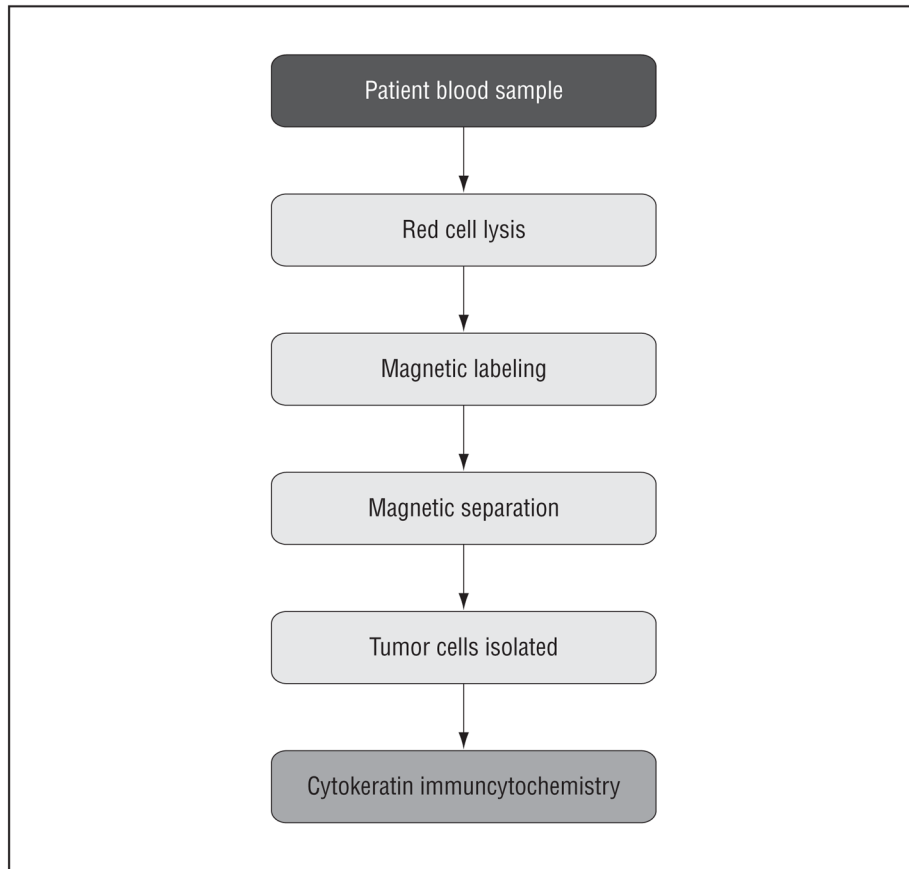 Patient blood sample
Red cell lysis
Magnetic labeling
Magnetic separation
Tumor cells isolated
Cytokeratin immuncytochemistry